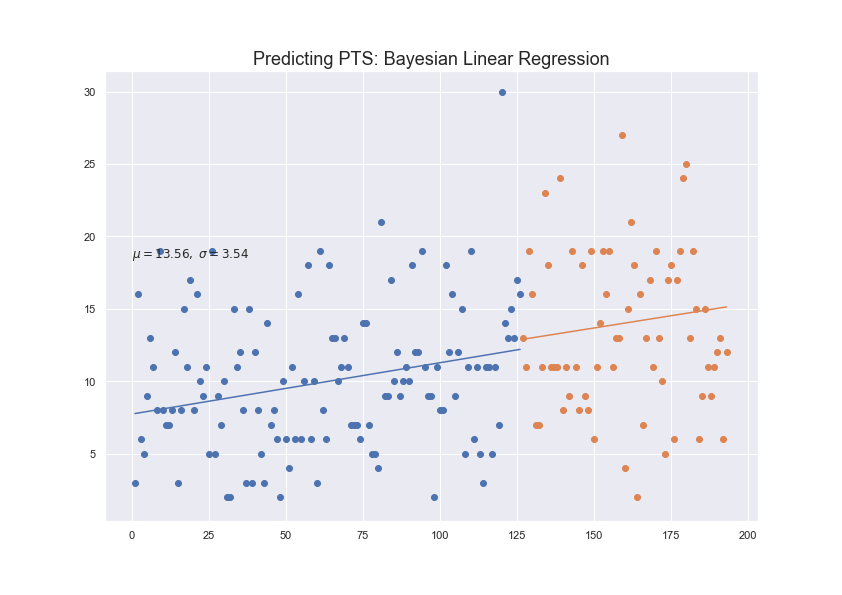 Predicting PTS: Bayesian Linear Regression
30
25
20
15
10
5
μ = 13.56, σ = 3.54
0 25 50 75 100 125 150 175 200